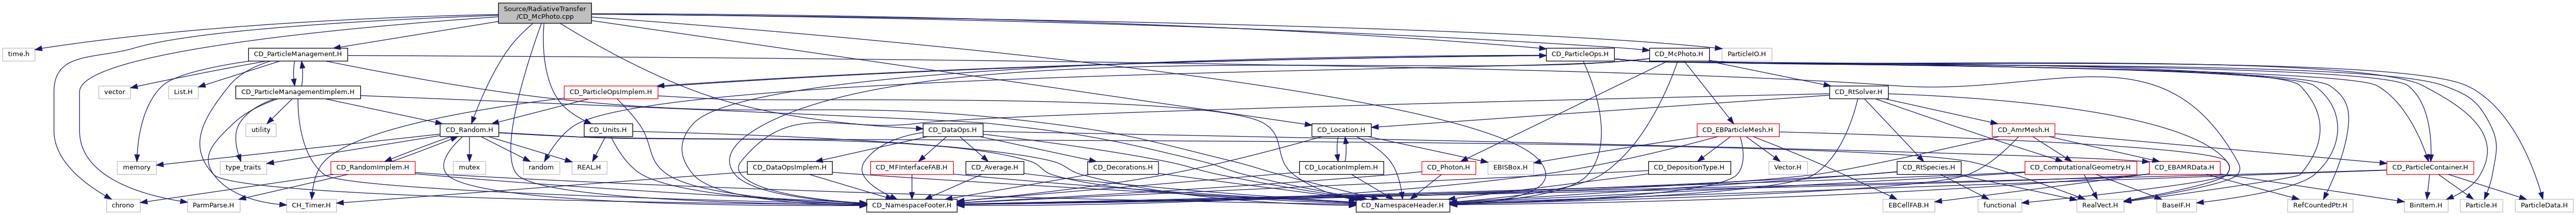 Source/RadiativeTransfer
/CD_McPhoto.cpp
time.h
CD_ParticleManagement.H
CD_ParticleOps.H
CD_McPhoto.H
ParticleIO.H
vector
List.H
CD_ParticleManagementImplem.H
CD_ParticleOpsImplem.H
CD_RtSolver.H
utility
CD_Random.H
CD_Units.H
CD_DataOps.H
CD_Location.H
CD_EBParticleMesh.H
CD_AmrMesh.H
memory
type_traits
CD_RandomImplem.H
mutex
random
REAL.H
CD_DataOpsImplem.H
CD_MFInterfaceFAB.H
CD_Average.H
CD_Decorations.H
CD_LocationImplem.H
CD_Photon.H
EBISBox.H
CD_DepositionType.H
Vector.H
CD_RtSpecies.H
CD_ComputationalGeometry.H
CD_EBAMRData.H
CD_ParticleContainer.H
chrono
ParmParse.H
CH_Timer.H
CD_NamespaceFooter.H
CD_NamespaceHeader.H
EBCellFAB.H
functional
RealVect.H
BaseIF.H
RefCountedPtr.H
BinItem.H
Particle.H
ParticleData.H